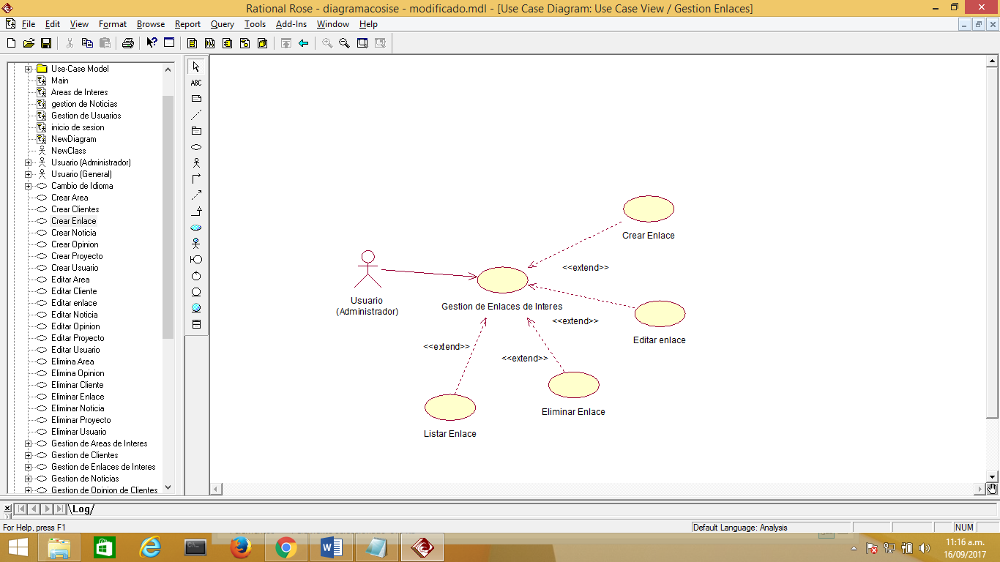 Rational Rose - diagramacosise - modificado.mdl - [Use Case Diagram: Use Case View / Gestion Enlaces]
File Edit View Format Browse Report Query Tools Add-Ins Window Help
Use-Case Model
Main
Areas de Interes
gestion de Noticias
Gestion de Usuarios
inicio de sesion
NewDiagram
NewClass
Usuario (Administrador)
Usuario (General)
Cambio de Idioma
Crear Area
Crear Clientes
Crear Enlace
Crear Noticia
Crear Opinion
Crear Proyecto
Crear Usuario
Editar Area
Editar Cliente
Editar enlace
Editar Noticia
Editar Opinion
Editar Proyecto
Editar Usuario
Elimina Area
Elimina Opinion
Eliminar Cliente
Eliminar Enlace
Eliminar Noticia
Eliminar Proyecto
Eliminar Usuario
Gestion de Areas de Interes
Gestion de Clientes
Gestion de Enlaces de Interes
Gestion de Noticias
Gestion de Opinion de Clientes
ABC
Crear Enlace
<<extend>>
Usuario
(Administrador)
Gestion de Enlaces de Interes
<<extend>>
Editar enlace
<<extend>>
<<extend>>
Eliminar Enlace
Listar Enlace
Log
For Help, press F1
Default Language: Analysis
NUM
11:16 a.m.
16/09/2017